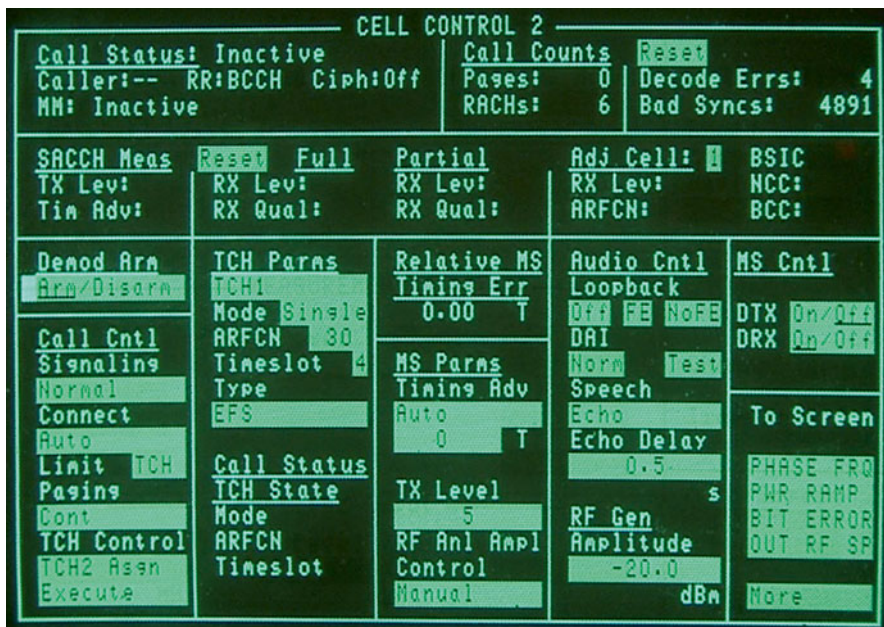 CELL CONTROL 2
Call Status: Inactive
Caller:-- RR:BCCH Ciph:Off
MM: Inactive
Call Counts Reset
Pages: 0
RACHs: 6
Decode Errs: 4
Bad Syncs: 4891
SACCH Meas Reset Full
TX Lev: RX Lev:
Tim Adv: RX Qual:
Partial
RX Lev:
RX Qual:
Adj Cell: 1 BSIC
RX Lev: NCC:
ARFCN: BCC:
Demod Arm
Arm/Disarm
Call Cntl
Signaling
Normal
Connect
Auto
Limit TCH
Paging
Cont
TCH Control
TCH2 Asgn
Execute
TCH Parms
TCH1
Mode Single
ARFCN 30
Timeslot 4
Type
EFS
Call Status
TCH State
Mode
ARFCN
Timeslot
Relative MS
Timing Err
0.00 T
MS Parms
Timing Adv
Auto
0 T
TX Level
5
RF Anl Ampl
Control
Manual
Audio Cntl
Loopback
Off FE NoFE
DAI
Norm Test
Speech
Echo
Echo Delay
0.5
s
RF Gen
Amplitude
-20.0
dBm
MS Cntl
DTX On/Off
DRX On/Off
To Screen
PHASE FRQ
PWR RAMP
BIT ERROR
OUT RF SP
More